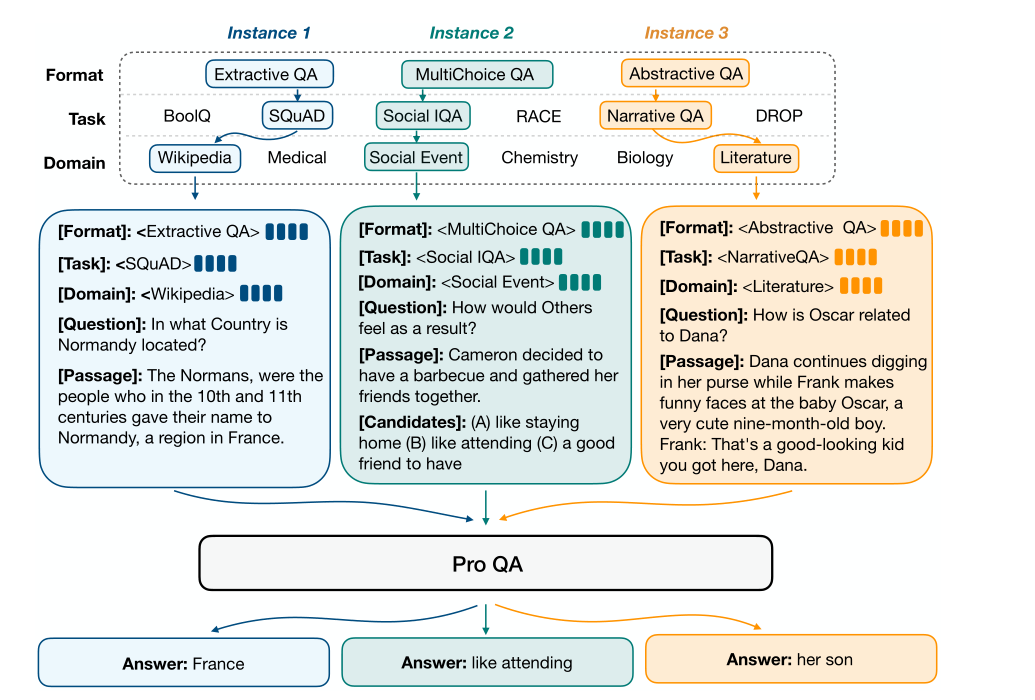 Instance 1 Instance 2 Instance 3
Format Extractive QA MultiChoice QA Abstractive QA
Task BoolQ SQuAD Social IQA RACE Narrative QA DROP
Domain Wikipedia Medical Social Event Chemistry Biology Literature
[Format]: <Extractive QA>
[Task]: <SQuAD>
[Domain]: <Wikipedia>
[Question]: In what Country is
Normandy located?
[Passage]: The Normans, were the
people who in the 10th and 11th
centuries gave their name to
Normandy, a region in France.
[Format]: <MultiChoice QA>
[Task]: <Social IQA>
[Domain]: <Social Event>
[Question]: How would Others
feel as a result?
[Passage]: Cameron decided to
have a barbecue and gathered her
friends together.
[Candidates]: (A) like staying
home (B) like attending (C) a good
friend to have
[Format]: <Abstractive QA>
[Task]: <NarrativeQA>
[Domain]: <Literature>
[Question]: How is Oscar related
to Dana?
[Passage]: Dana continues digging
in her purse while Frank makes
funny faces at the baby Oscar, a
very cute nine-month-old boy.
Frank: That's a good-looking kid
you got here, Dana.
Pro QA
Answer: France
Answer: like attending
Answer: her son